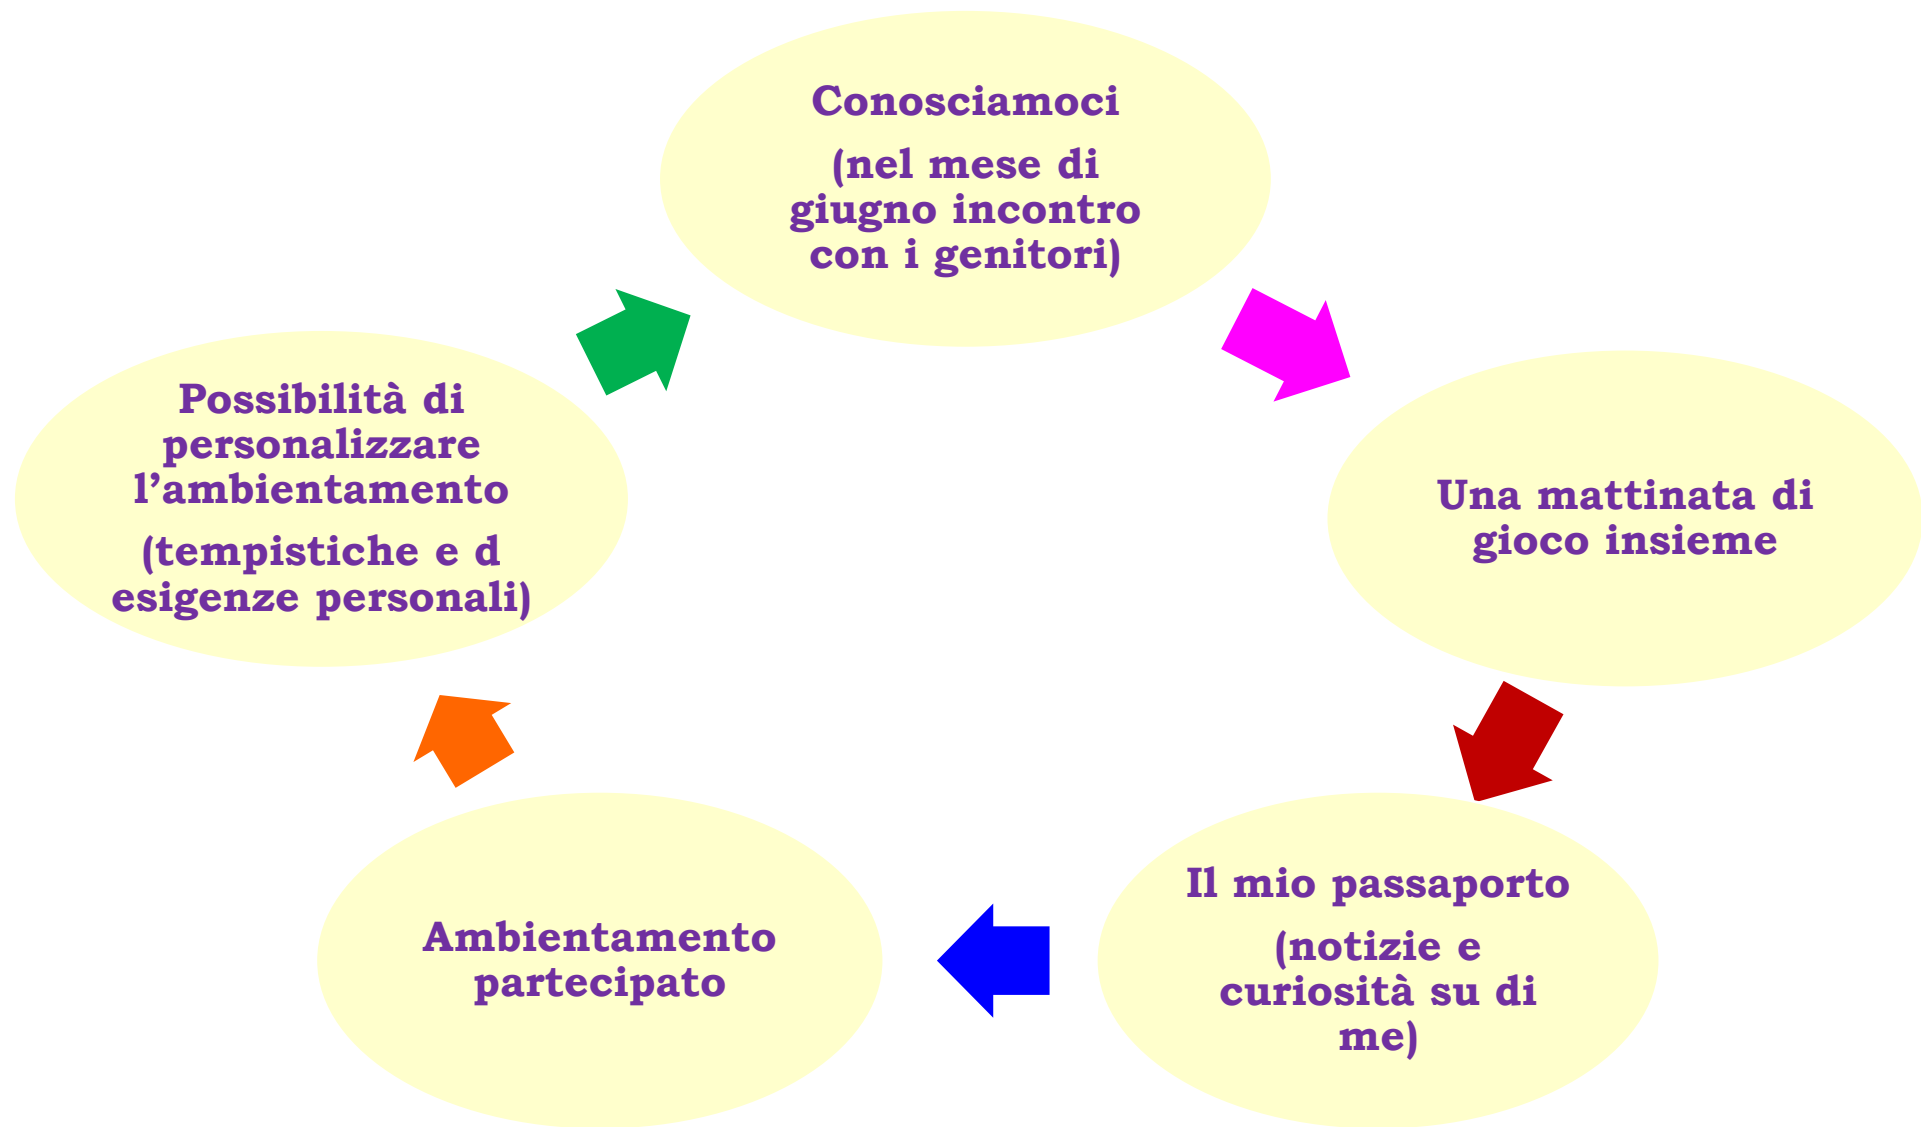 Conosciamoci
(nel mese di
giugno incontro
con i genitori)
Una mattinata di
gioco insieme
Il mio passaporto
(notizie e
curiosità su di
me)
Ambientamento
partecipato
Possibilità di
personalizzare
l’ambientamento
(tempistiche e d
esigenze personali)